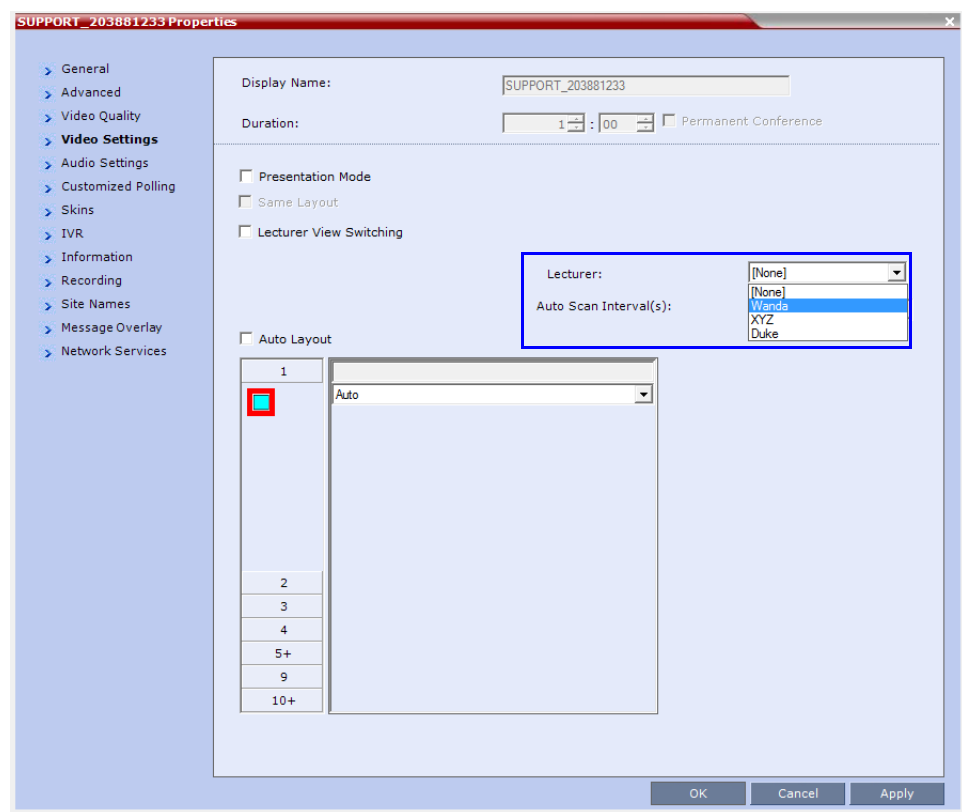 SUPPORT_203881233 Properties
General
Advanced
Video Quality
Video Settings
Audio Settings
Customized Polling
Skins
IVR
Information
Recording
Site Names
Message Overlay
Network Services
Display Name: SUPPORT_203881233
Duration: 1 : 00 Permanent Conference
Presentation Mode
Same Layout
Lecturer View Switching
Lecturer: [None]
[None]
Auto Scan Interval(s): Wanda
XYZ
Duke
Auto Layout
1
Auto
2
3
4
5+
9
10+
OK Cancel Apply